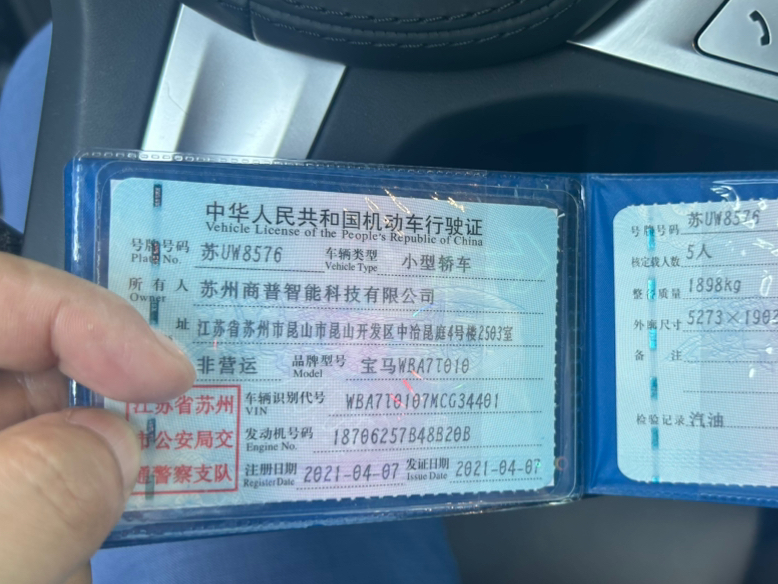 中华人民共和国机动车行驶证
Vehicle License of the People's Republic of China
号牌号码 苏UW8576 车辆类型 小型轿车
Plate No. Vehicle Type
所有人 苏州商普智能科技有限公司
Owner
址 江苏省苏州市昆山市昆山开发区中冶昆庭4号楼2503室
非营运 品牌型号 宝马WBA7T010
Model
江苏省苏州
市公安局交
通警察支队
车辆识别代号 WBA7T0107MCG34401
VIN
发动机号码 18706257B48B20B
Engine No.
注册日期 2021-04-07 发证日期 2021-04-07
Register Date Issue Date
号牌号码 苏UW8576
核定载人数 5人
整备质量 1898kg
外廓尺寸 5273×1902
备注
检验记录 汽油